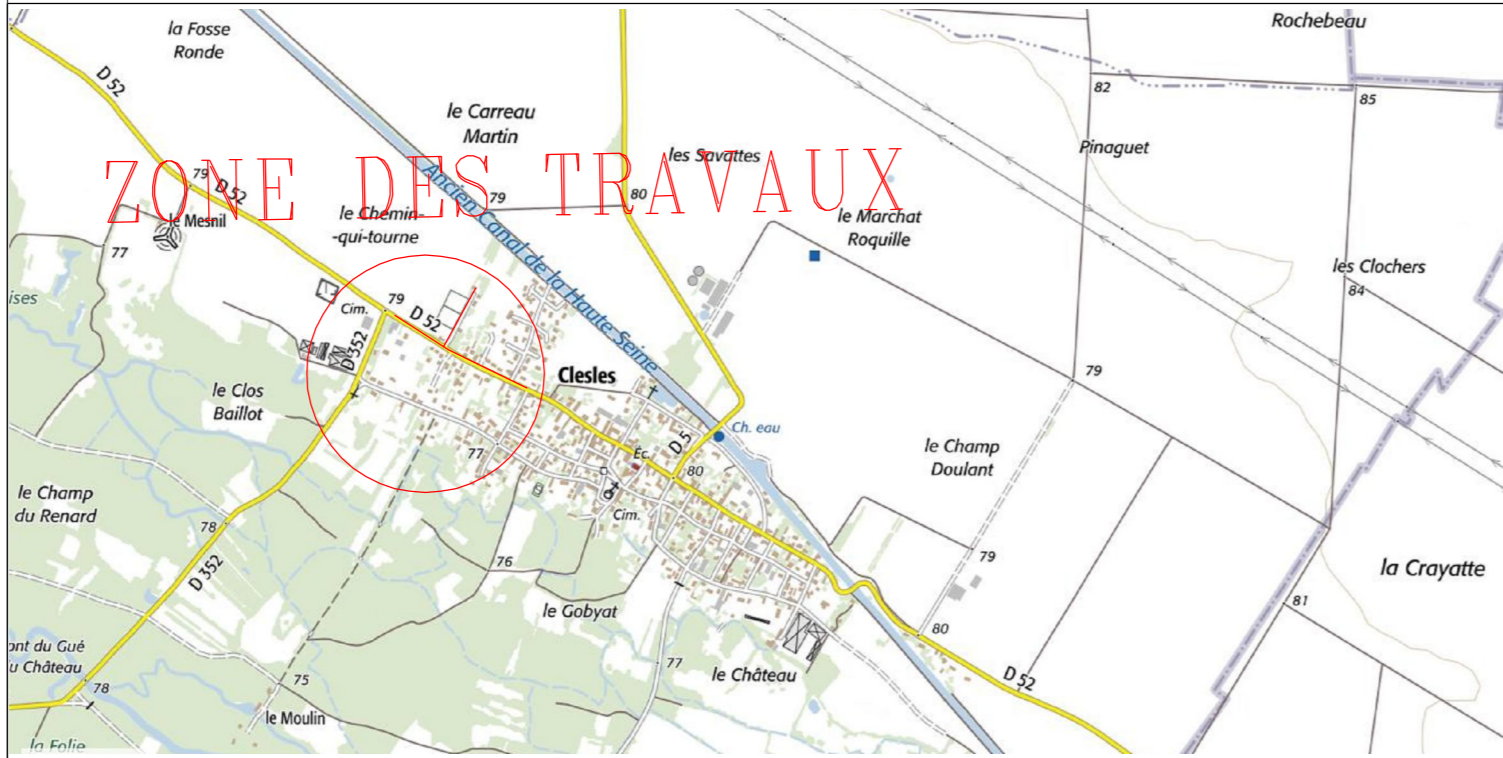 la Fosse
Ronde
Rochebeau
D 52
82
85
le Carreau
Martin
Pinaguet
les Savattes
ZONE DES TRAVAUX
79
D 52
79
80
le Mesnil
le Chemin-
-qui-tourne
Ancien Canal de la Haute Seine
le Marchat
Roquille
77
les Clochers
84
ises
Cim.
79
D 52
D 352
Clesles
79
le Clos
Baillot
Ch. eau
D 5
le Champ
Doulant
77
Éc.
80
le Champ
du Renard
Cim.
78
79
76
D 352
la Crayatte
le Gobyat
81
80
ont du Gué
u Château
77
le Château
D 52
75
78
le Moulin
la Folie